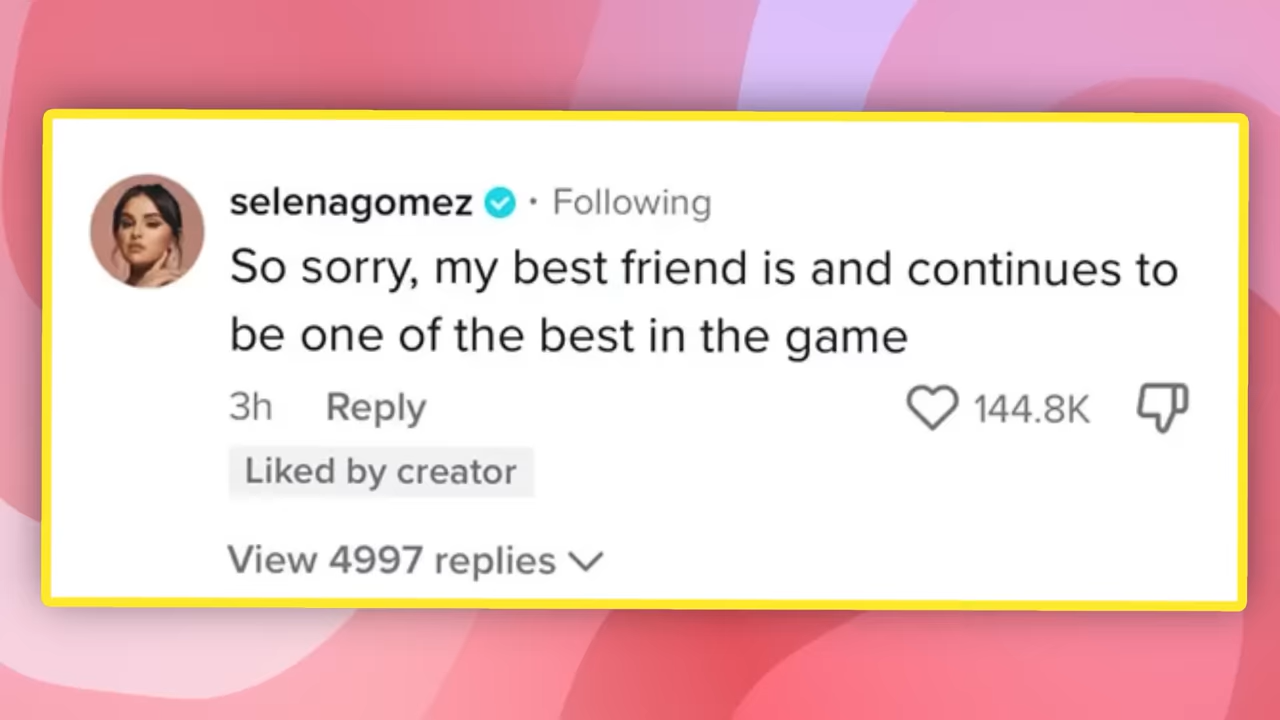 selenagomez · Following
So sorry, my best friend is and continues to
be one of the best in the game
3h Reply 144.8K
Liked by creator
View 4997 replies